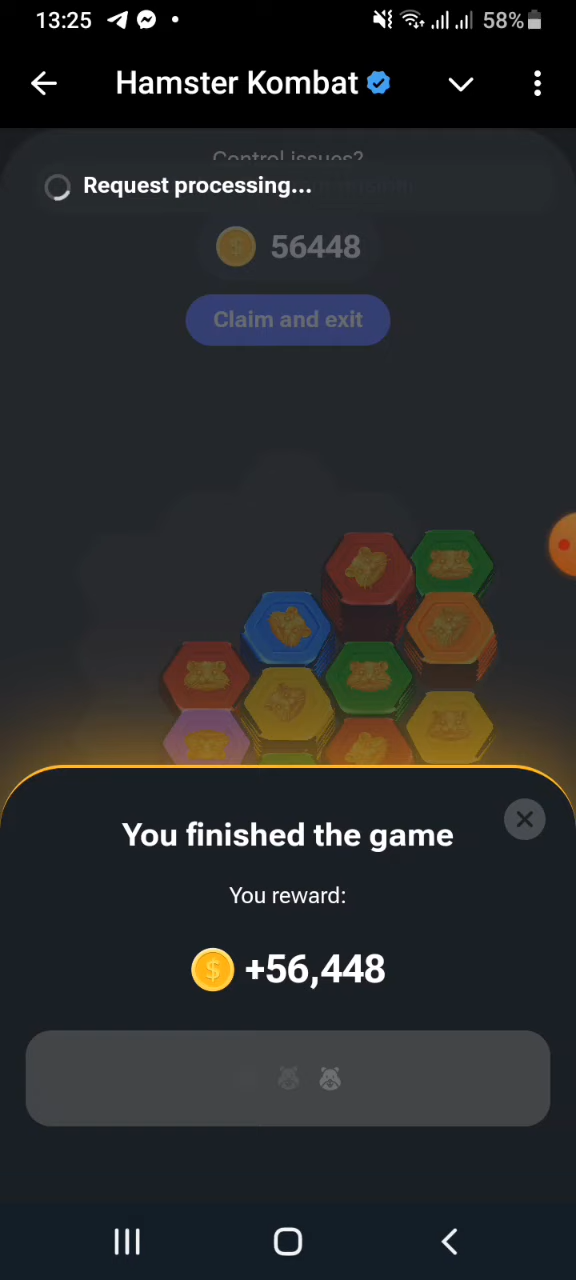 13:25
58%
Hamster Kombat
Control issues?
Request processing...
56448
Claim and exit
You finished the game
You reward:
+56,448